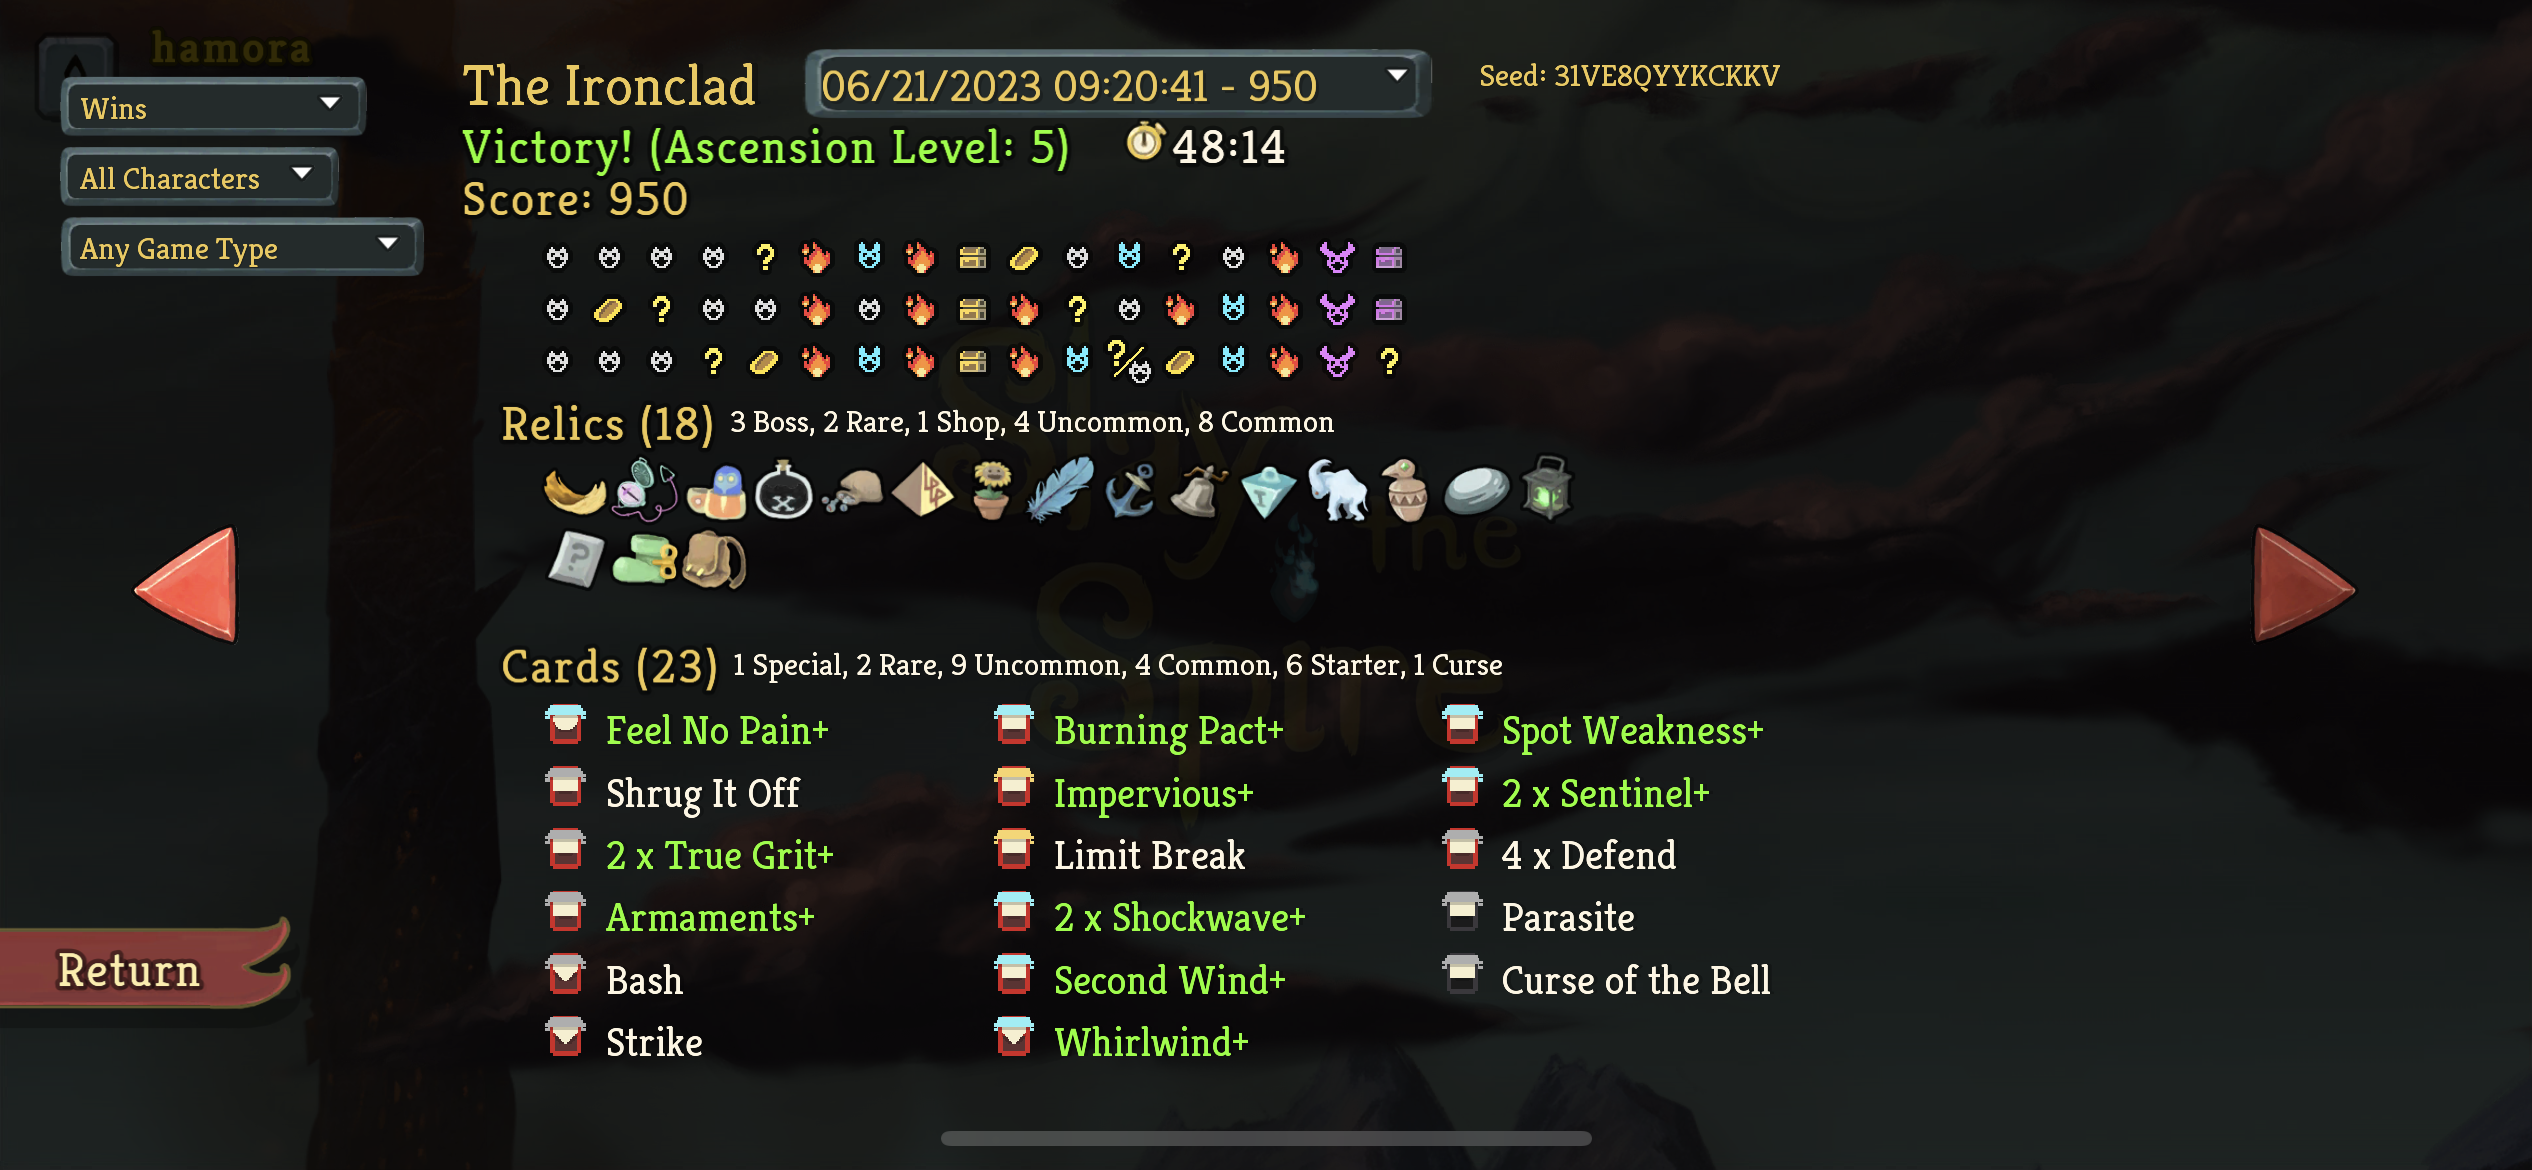 hamora
Wins
All Characters
Any Game Type
The Ironclad
06/21/2023 09:20:41 - 950
Seed: 31VE8QYYKCKKV
Victory! (Ascension Level: 5)
48:14
Score: 950
Relics (18) 3 Boss, 2 Rare, 1 Shop, 4 Uncommon, 8 Common
Cards (23) 1 Special, 2 Rare, 9 Uncommon, 4 Common, 6 Starter, 1 Curse
Feel No Pain+
Burning Pact+
Spot Weakness+
Shrug It Off
Impervious+
2 x Sentinel+
2 x True Grit+
Limit Break
4 x Defend
Armaments+
2 x Shockwave+
Parasite
Bash
Second Wind+
Curse of the Bell
Strike
Whirlwind+
Return
Slay
the
Spire